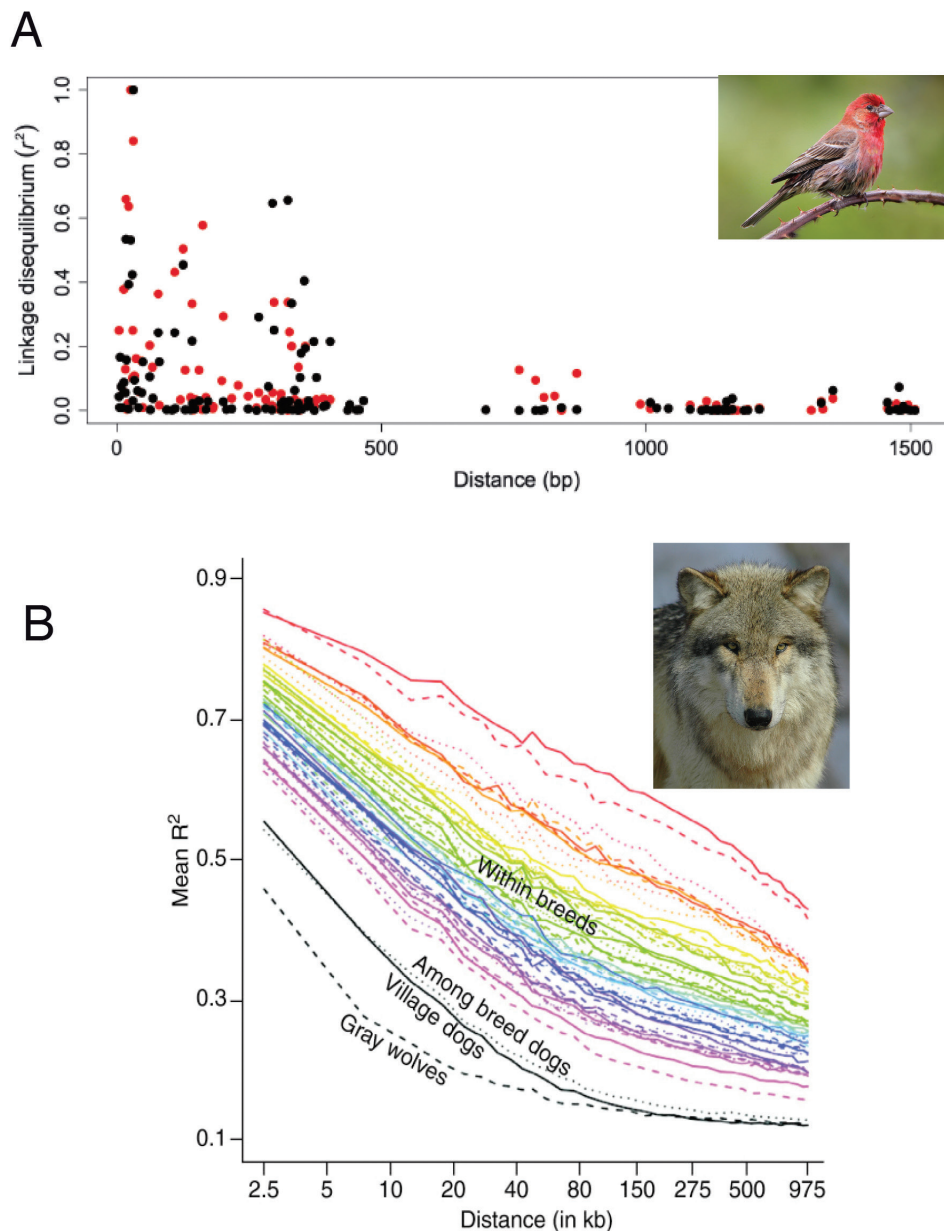 A
Linkage disequilibrium (r²)
0.0 0.2 0.4 0.6 0.8 1.0
0 500 1000 1500
Distance (bp)
B
Mean R²
0.9
0.7
0.5
0.3
0.1
Within breeds
Among breed dogs
Village dogs
Gray wolves
2.5 5 10 20 40 80 150 275 500 975
Distance (in kb)